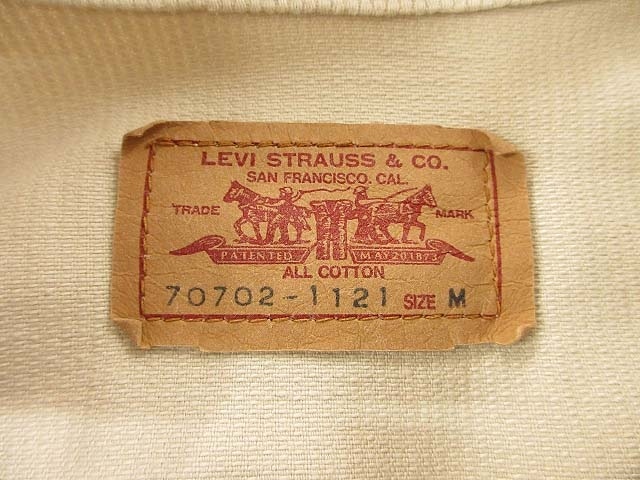 LEVI STRAUSS & CO.
SAN FRANCISCO. CAL.
TRADE MARK
PATENTED MAY 20 1873
ALL COTTON
70702-1121 SIZE M